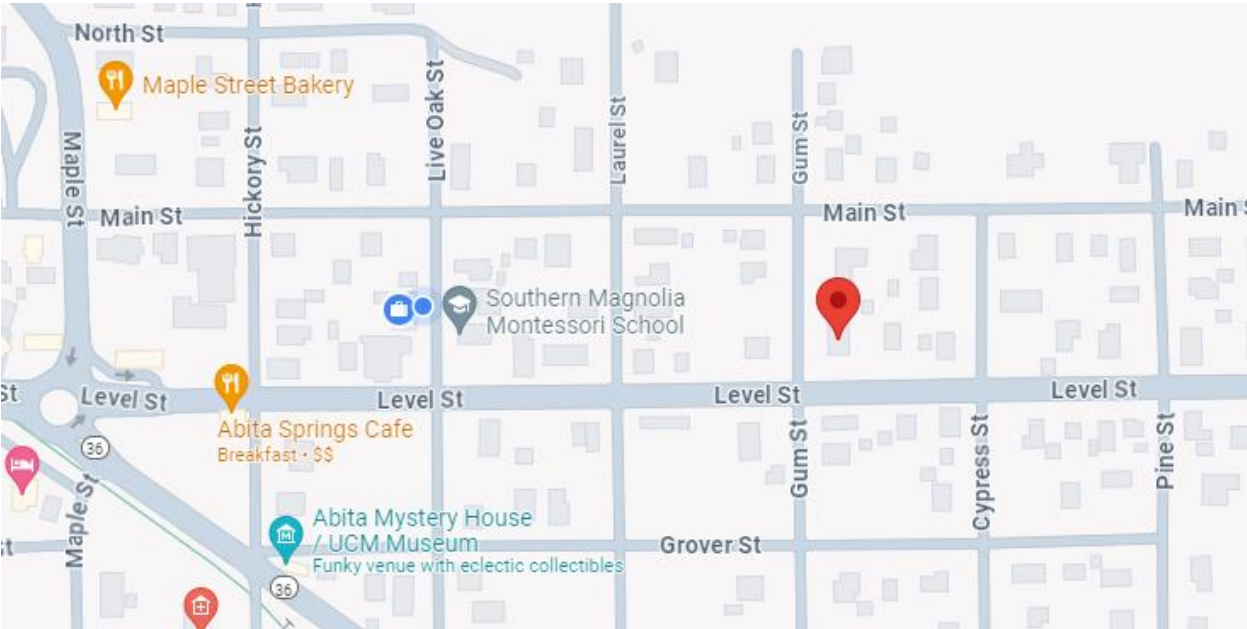 North St
Maple Street Bakery
Maple St
Hickory St
Live Oak St
Laurel St
Gum St
Main St
Main St
Main
Southern Magnolia
Montessori School
St
Level St
Level St
Level St
Level St
Abita Springs Cafe
Breakfast • $$
36
Maple St
Gum St
Cypress St
Pine St
Abita Mystery House
/ UCM Museum
Funky venue with eclectic collectibles
Grover St
36